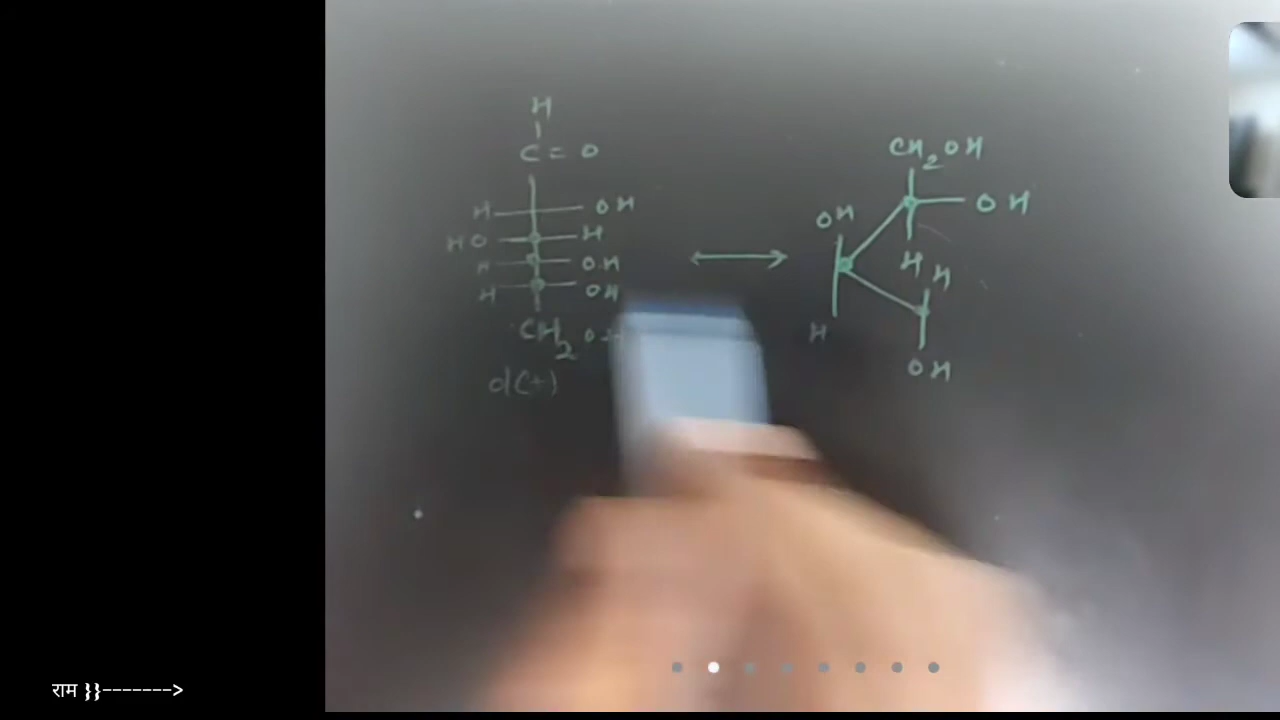 H
C = O
H OH
HO H
H OH
H OH
CH2
d(+)
CH2OH
OH
OH
H
H
H
OH
राम }}------->